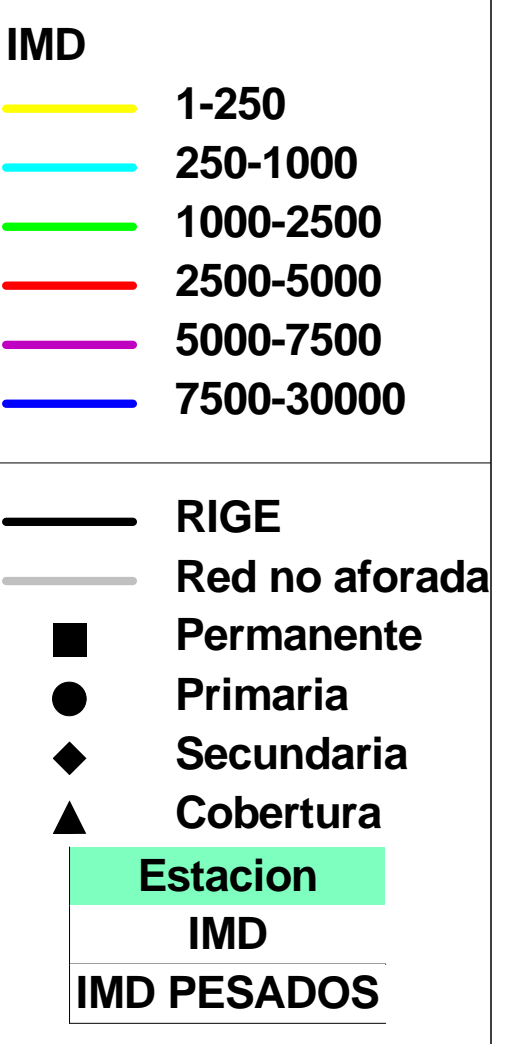 IMD
1-250
250-1000
1000-2500
2500-5000
5000-7500
7500-30000
RIGE
Red no aforada
Permanente
Primaria
Secundaria
Cobertura
Estacion
IMD
IMD PESADOS